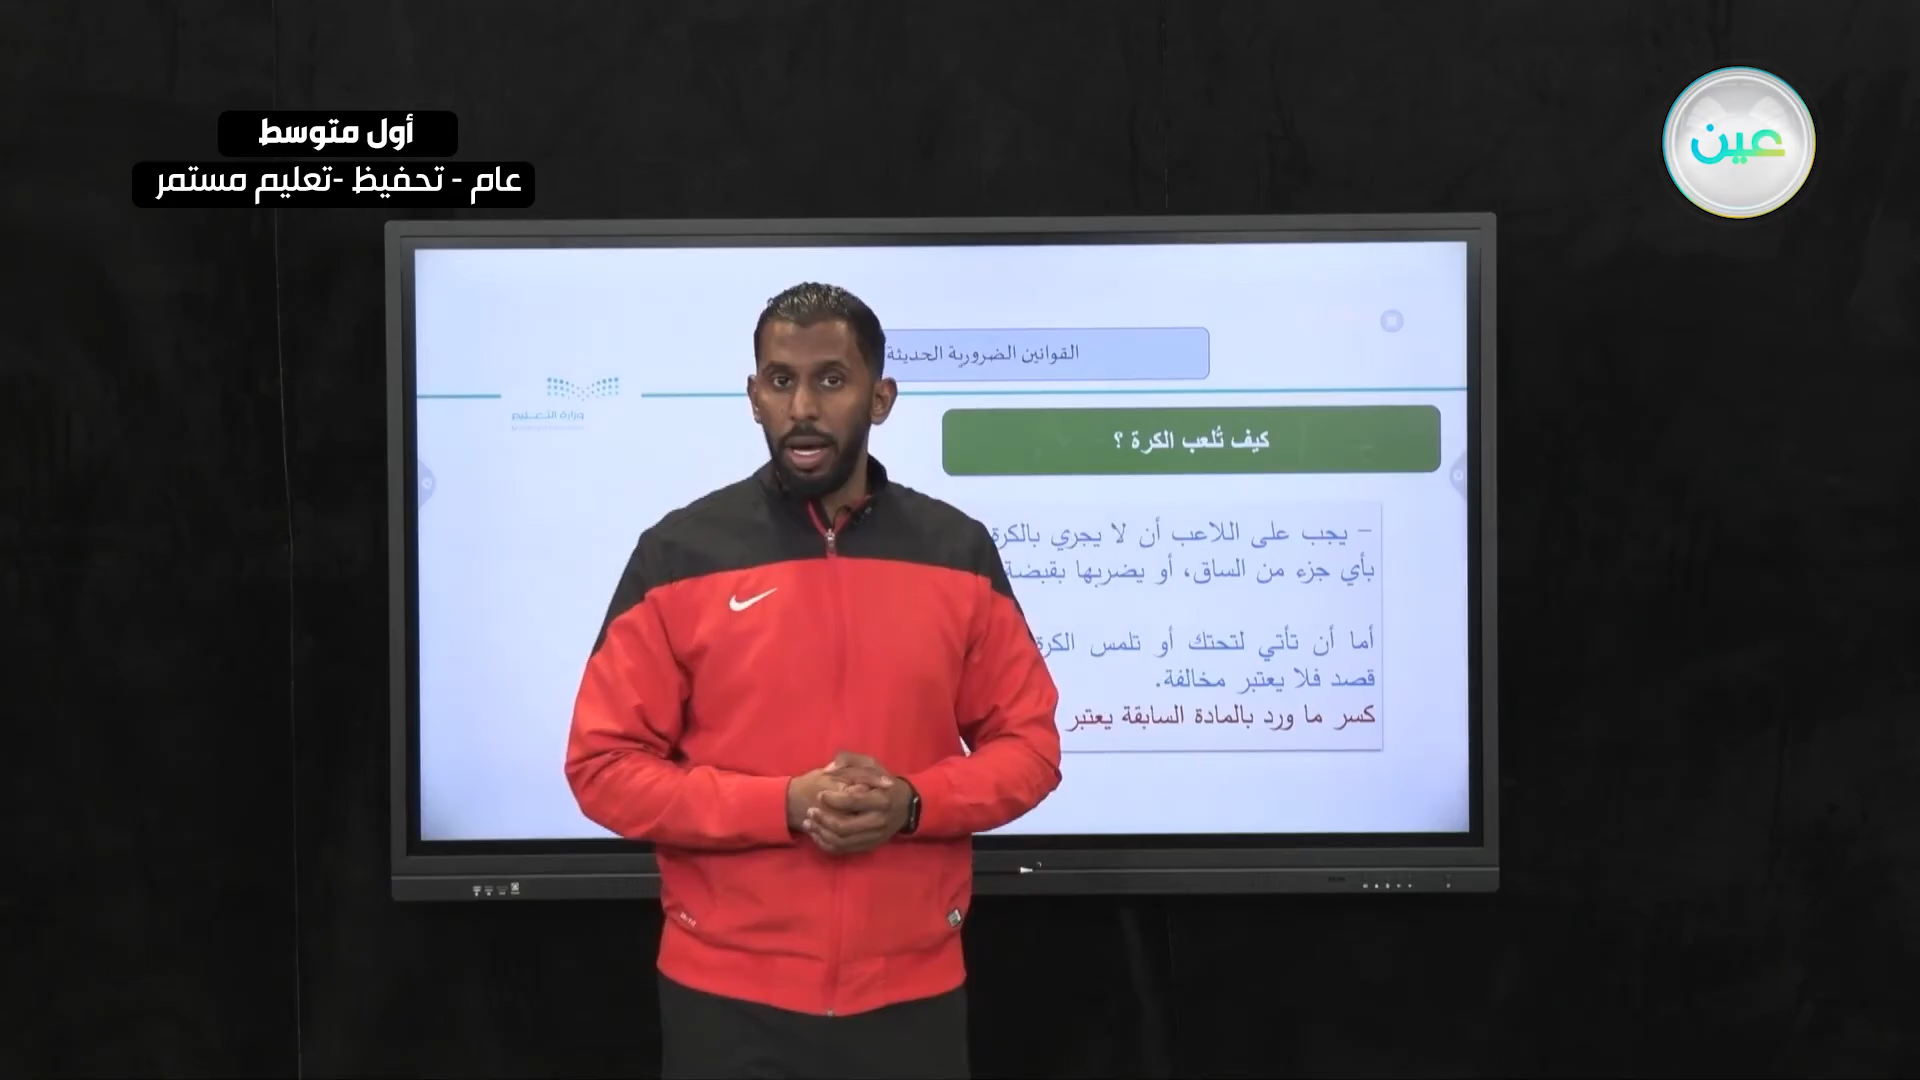 أول متوسط
عام - تحفيظ -تعليم مستمر
عين
القوانين الضرورية الحديثة
وزارة التعليم
كيف تُلعب الكرة ؟
– يجب على اللاعب أن لا يجري بالكرة
بأي جزء من الساق، أو يضربها بقبضة
أما أن تأتي لتحتك أو تلمس الكرة
قصد فلا يعتبر مخالفة.
كسر ما ورد بالمادة السابقة يعتبر